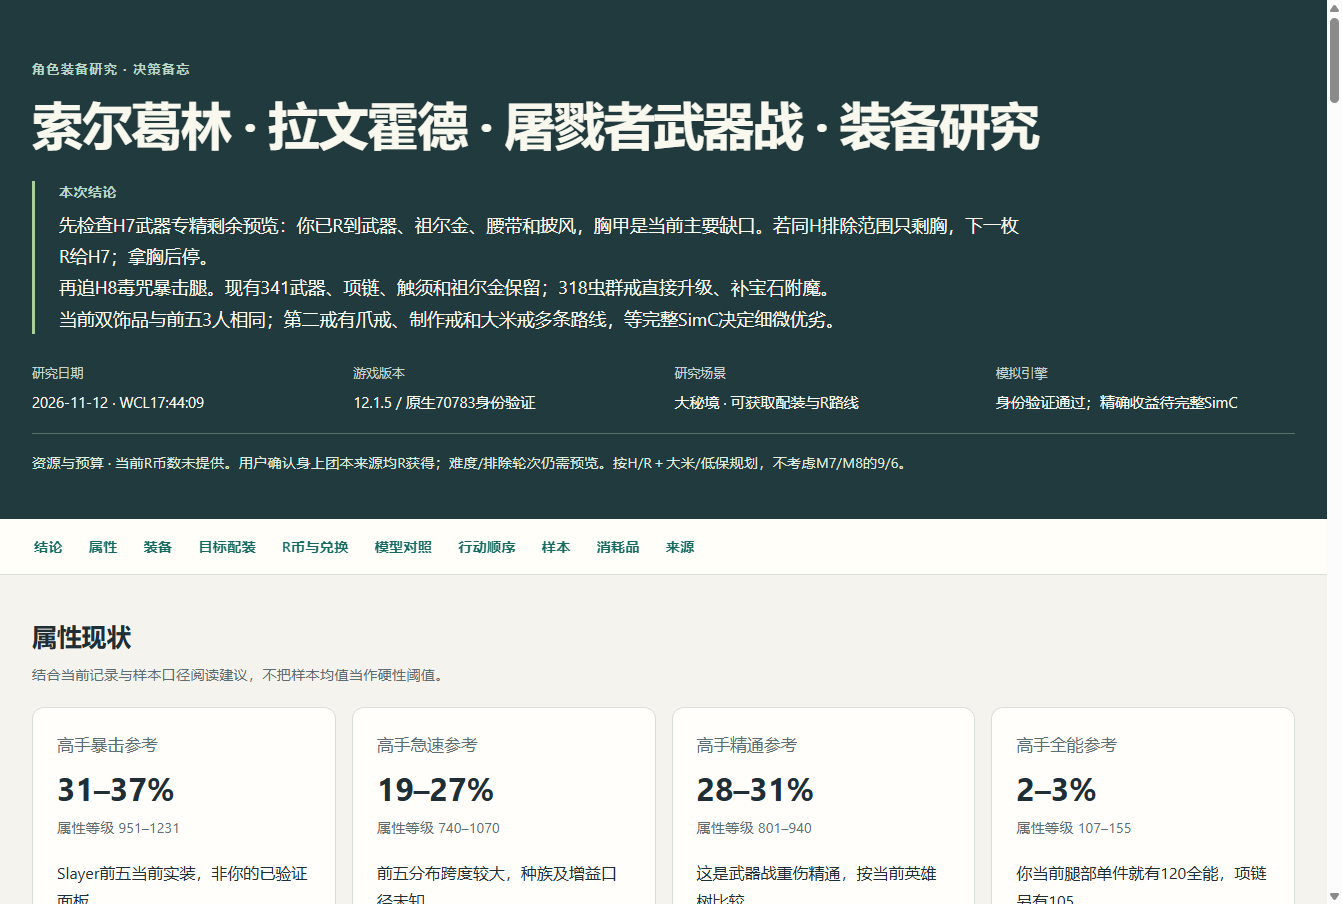 角色装备研究 · 决策备忘
索尔葛林 · 拉文霍德 · 屠戮者武器战 · 装备研究
本次结论
先检查H7武器专精剩余预览：你已R到武器、祖尔金、腰带和披风，胸甲是当前主要缺口。若同H排除范围只剩胸，下一枚
R给H7；拿胸后停。
再追H8毒咒暴击腿。现有341武器、项链、触须和祖尔金保留；318虫群戒直接升级、补宝石附魔。
当前双饰品与前五3人相同；第二戒有爪戒、制作戒和大米戒多条路线，等完整SimC决定细微优劣。
研究日期 游戏版本 研究场景 模拟引擎
2026-11-12 · WCL17:44:09 12.1.5 / 原生70783身份验证 大秘境 · 可获取配装与R路线 身份验证通过；精确收益待完整SimC
资源与预算 · 当前R币数未提供。用户确认身上团本来源均R获得；难度/排除轮次仍需预览。按H/R + 大米/低保规划，不考虑M7/M8的9/6。
结论 属性 装备 目标配装 R币与兑换 模型对照 行动顺序 样本 消耗品 来源
属性现状
结合当前记录与样本口径阅读建议，不把样本均值当作硬性阈值。
高手暴击参考
31–37%
属性等级 951–1231
Slayer前五当前实装，非你的已验证
面板
高手急速参考
19–27%
属性等级 740–1070
前五分布跨度较大，种族及增益口
径未知
高手精通参考
28–31%
属性等级 801–940
这是武器战重伤精通，按当前英雄
树比较
高手全能参考
2–3%
属性等级 107–155
你当前腿部单件就有120全能，项链
另有105